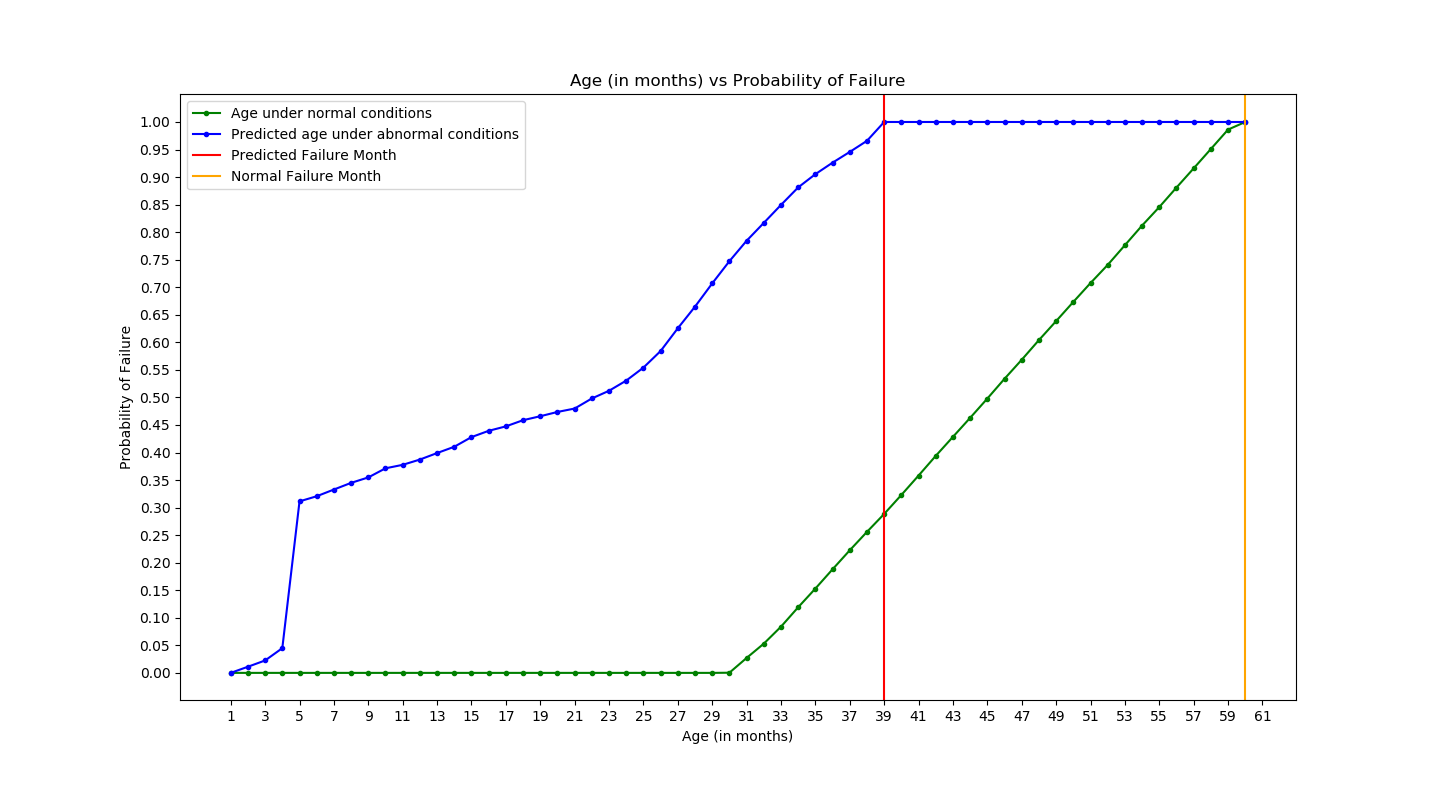 Age (in months) vs Probability of Failure
Age under normal conditions
Predicted age under abnormal conditions
Predicted Failure Month
Normal Failure Month
1.00
0.95
0.90
0.85
0.80
0.75
0.70
0.65
0.60
0.55
0.50
0.45
0.40
0.35
0.30
0.25
0.20
0.15
0.10
0.05
0.00
Probability of Failure
1 3 5 7 9 11 13 15 17 19 21 23 25 27 29 31 33 35 37 39 41 43 45 47 49 51 53 55 57 59 61
Age (in months)